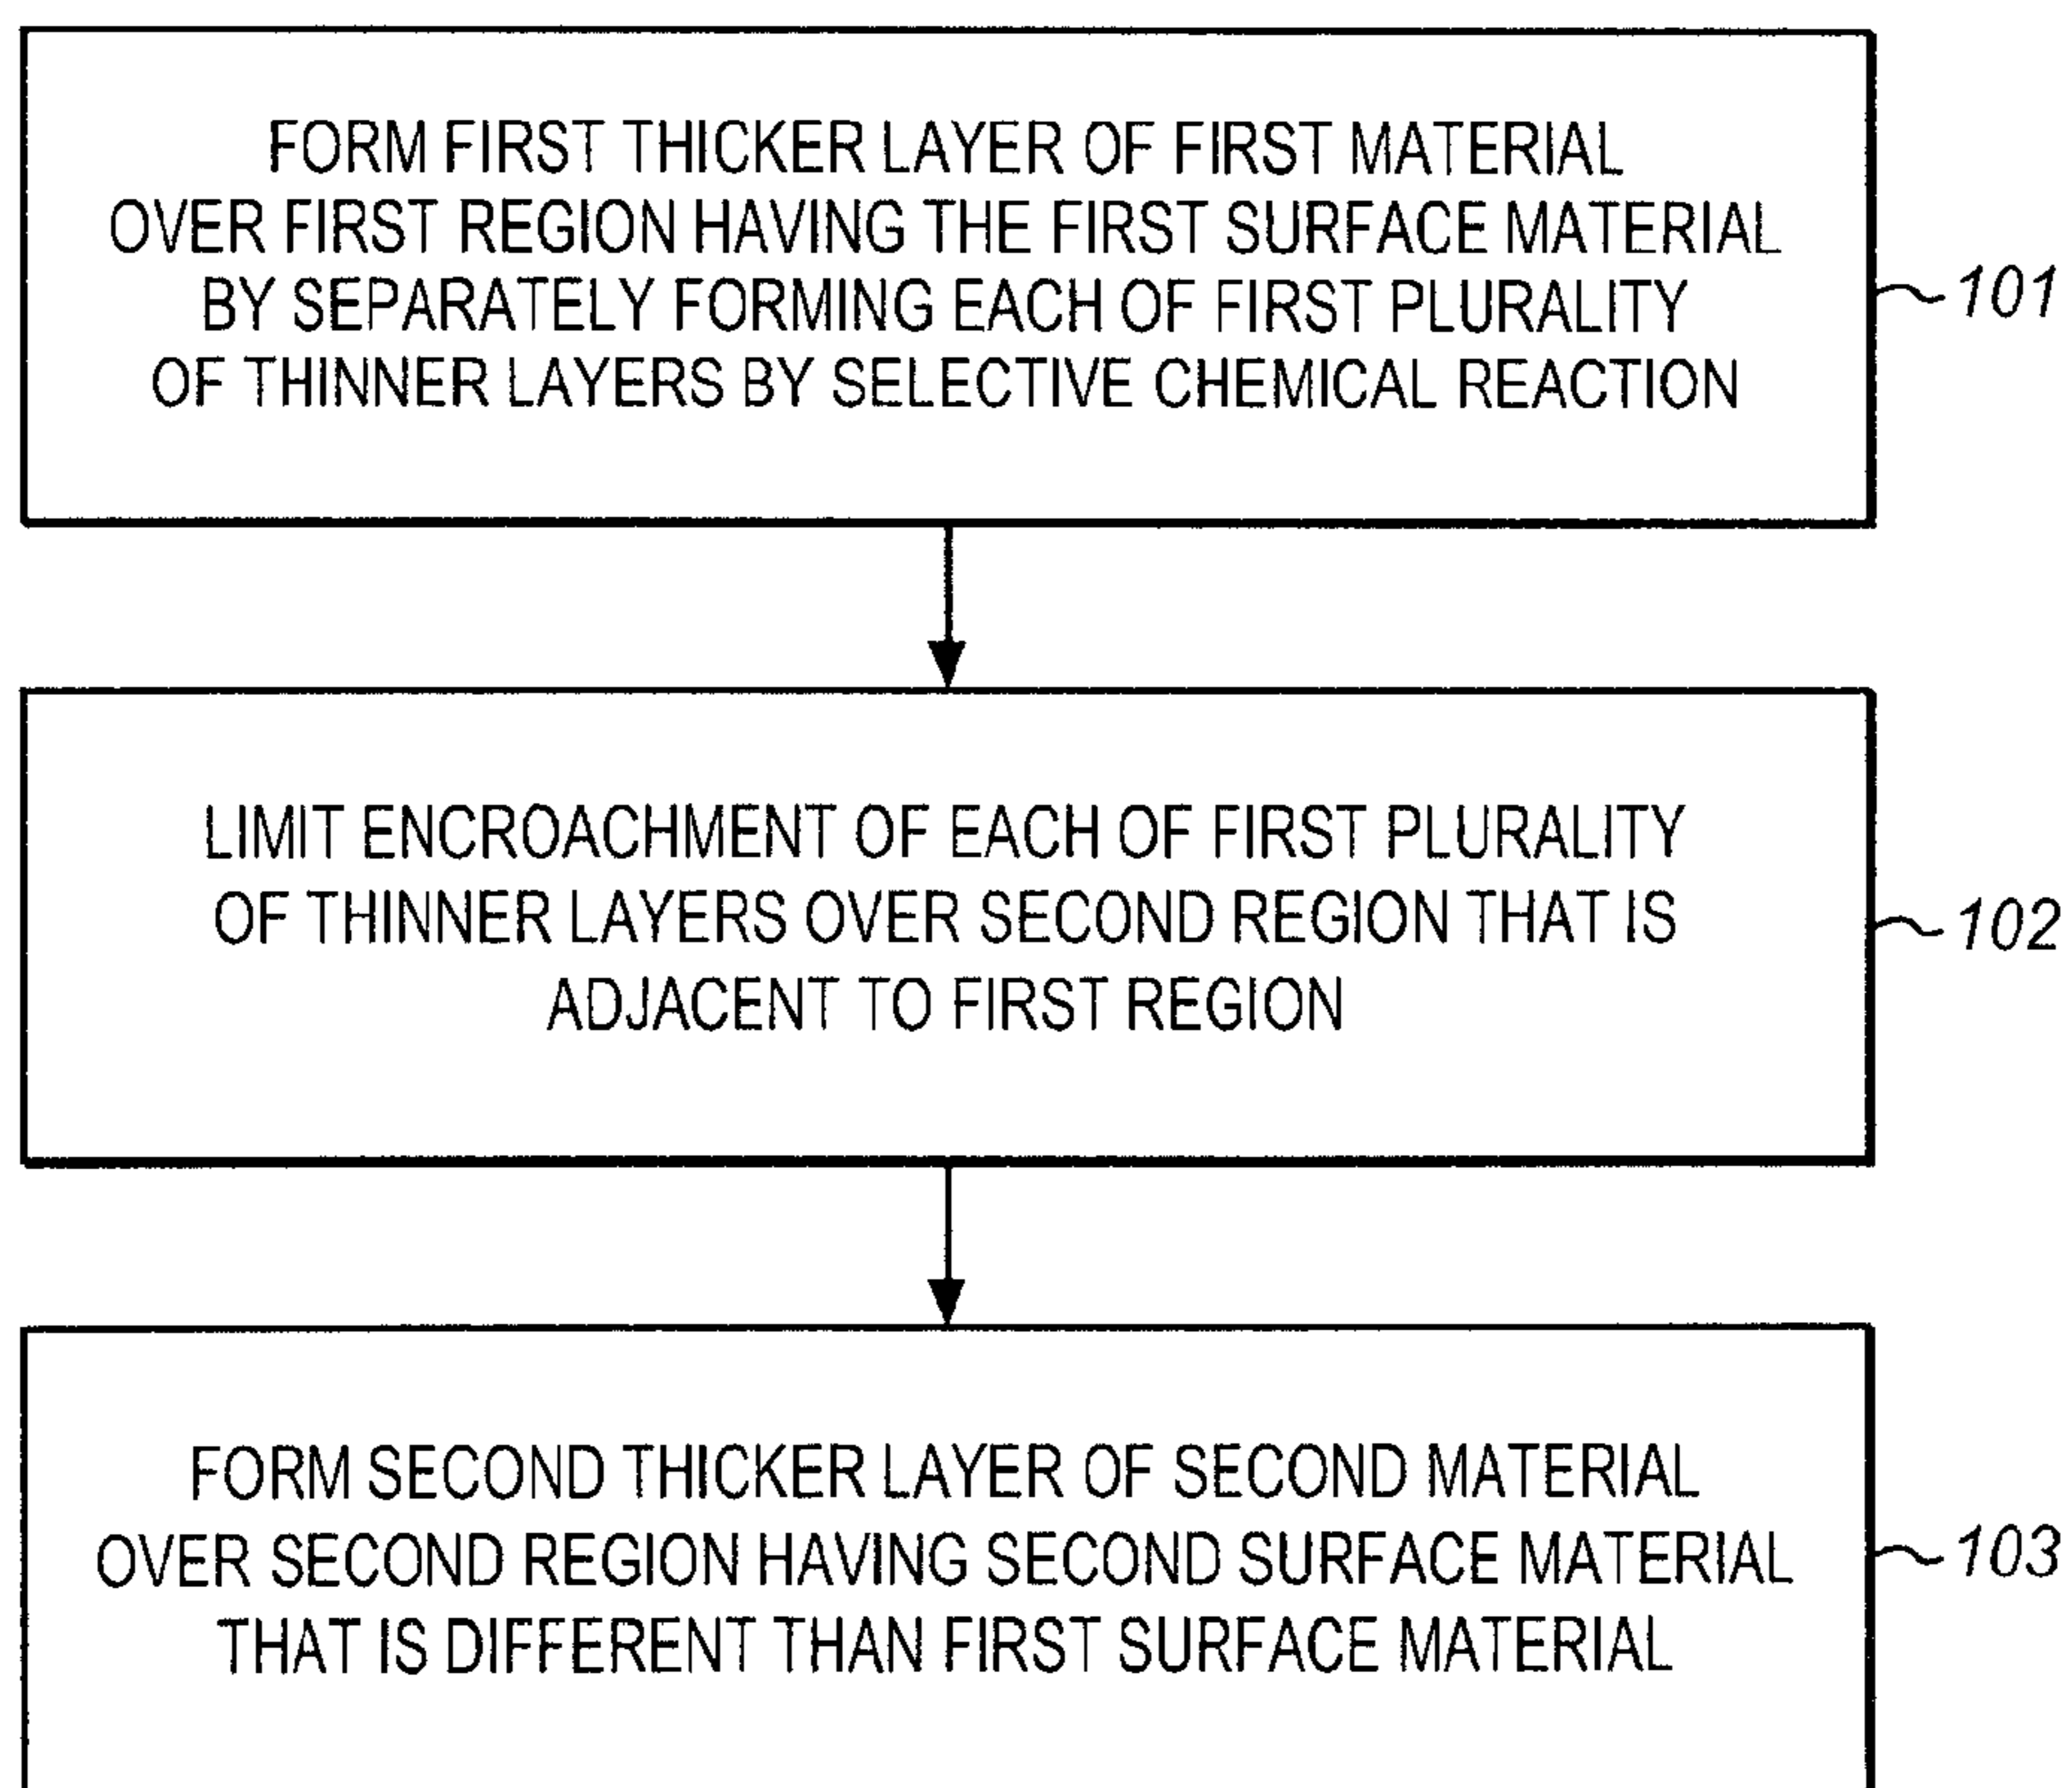 FORM FIRST THICKER LAYER OF FIRST MATERIAL
OVER FIRST REGION HAVING THE FIRST SURFACE MATERIAL
BY SEPARATELY FORMING EACH OF FIRST PLURALITY
OF THINNER LAYERS BY SELECTIVE CHEMICAL REACTION
101
LIMIT ENCROACHMENT OF EACH OF FIRST PLURALITY
OF THINNER LAYERS OVER SECOND REGION THAT IS
ADJACENT TO FIRST REGION
102
FORM SECOND THICKER LAYER OF SECOND MATERIAL
OVER SECOND REGION HAVING SECOND SURFACE MATERIAL
THAT IS DIFFERENT THAN FIRST SURFACE MATERIAL
103